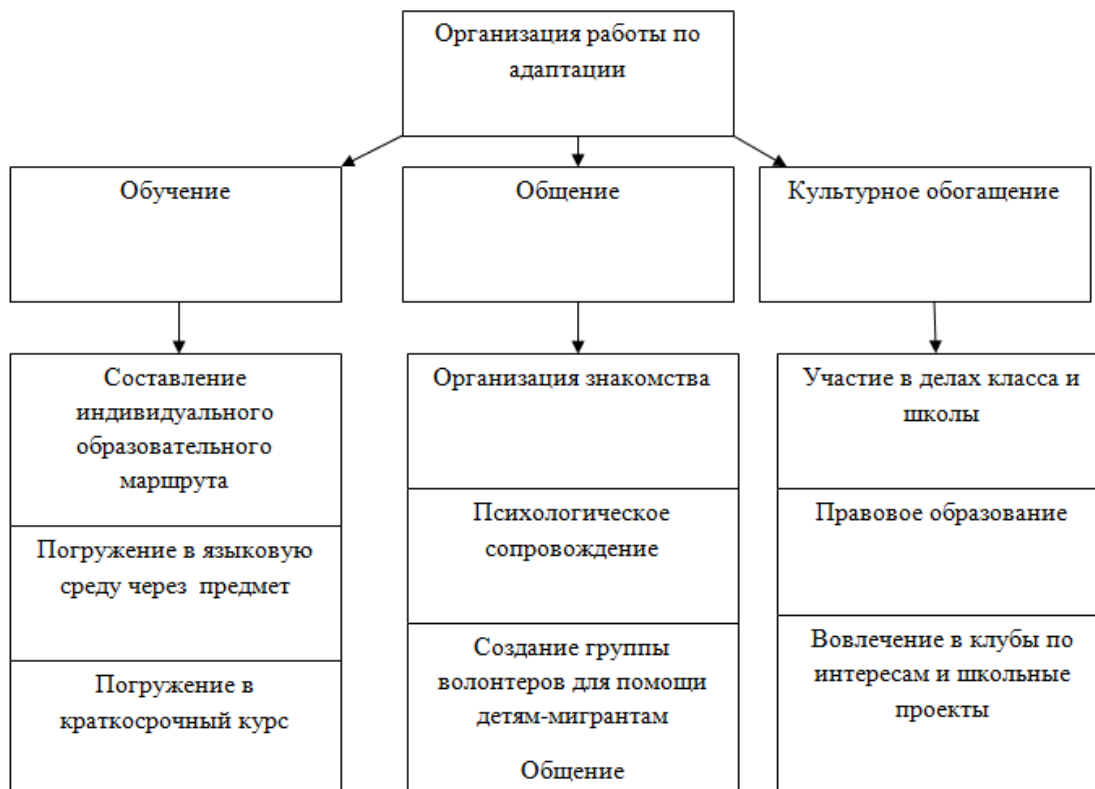 Организация работы по
адаптации
Обучение
Общение
Культурное обогащение
Составление
индивидуального
образовательного
маршрута
Погружение в языковую
среду через предмет
Погружение в
краткосрочный курс
Организация знакомства
Психологическое
сопровождение
Создание группы
волонтеров для помощи
детям-мигрантам
Общение
Участие в делах класса и
школы
Правовое образование
Вовлечение в клубы по
интересам и школьные
проекты